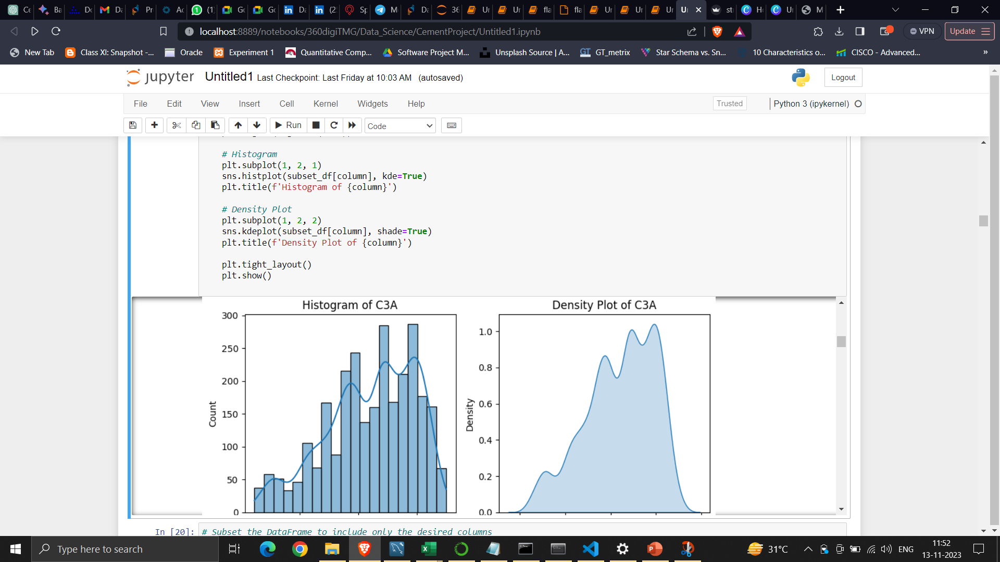 Ce
Ba
Do
Da
Pr
Ac
(1)
Go
Go
Da
(2
Sp
M
Da
36
Ur
Ur
fla
fla
Ur
Ur
Ur
Ur
st
H
Ur
M
localhost:8889/notebooks/360digiTMG/Data_Science/CementProject/Untitled1.ipynb
VPN
Update
New Tab
Class XI: Snapshot -...
Oracle
Experiment 1
Quantitative Comp...
Software Project M...
Unsplash Source | A...
GT_metrix
Star Schema vs. Sn...
10 Characteristics o...
CISCO - Advanced...
»
jupyter Untitled1 Last Checkpoint: Last Friday at 10:03 AM (autosaved)
Logout
File Edit View Insert Cell Kernel Widgets Help
Trusted
Python 3 (ipykernel)
Run
Code
# Histogram
plt.subplot(1, 2, 1)
sns.histplot(subset_df[column], kde=True)
plt.title(f'Histogram of {column}')
# Density Plot
plt.subplot(1, 2, 2)
sns.kdeplot(subset_df[column], shade=True)
plt.title(f'Density Plot of {column}')
plt.tight_layout()
plt.show()
Histogram of C3A
300
250
200
150
100
50
0
Count
Density Plot of C3A
1.0
0.8
0.6
0.4
0.2
0.0
Density
In [20]: # Subset the DataFrame to include only the desired columns
Type here to search
31°C
ENG
11:52
13-11-2023